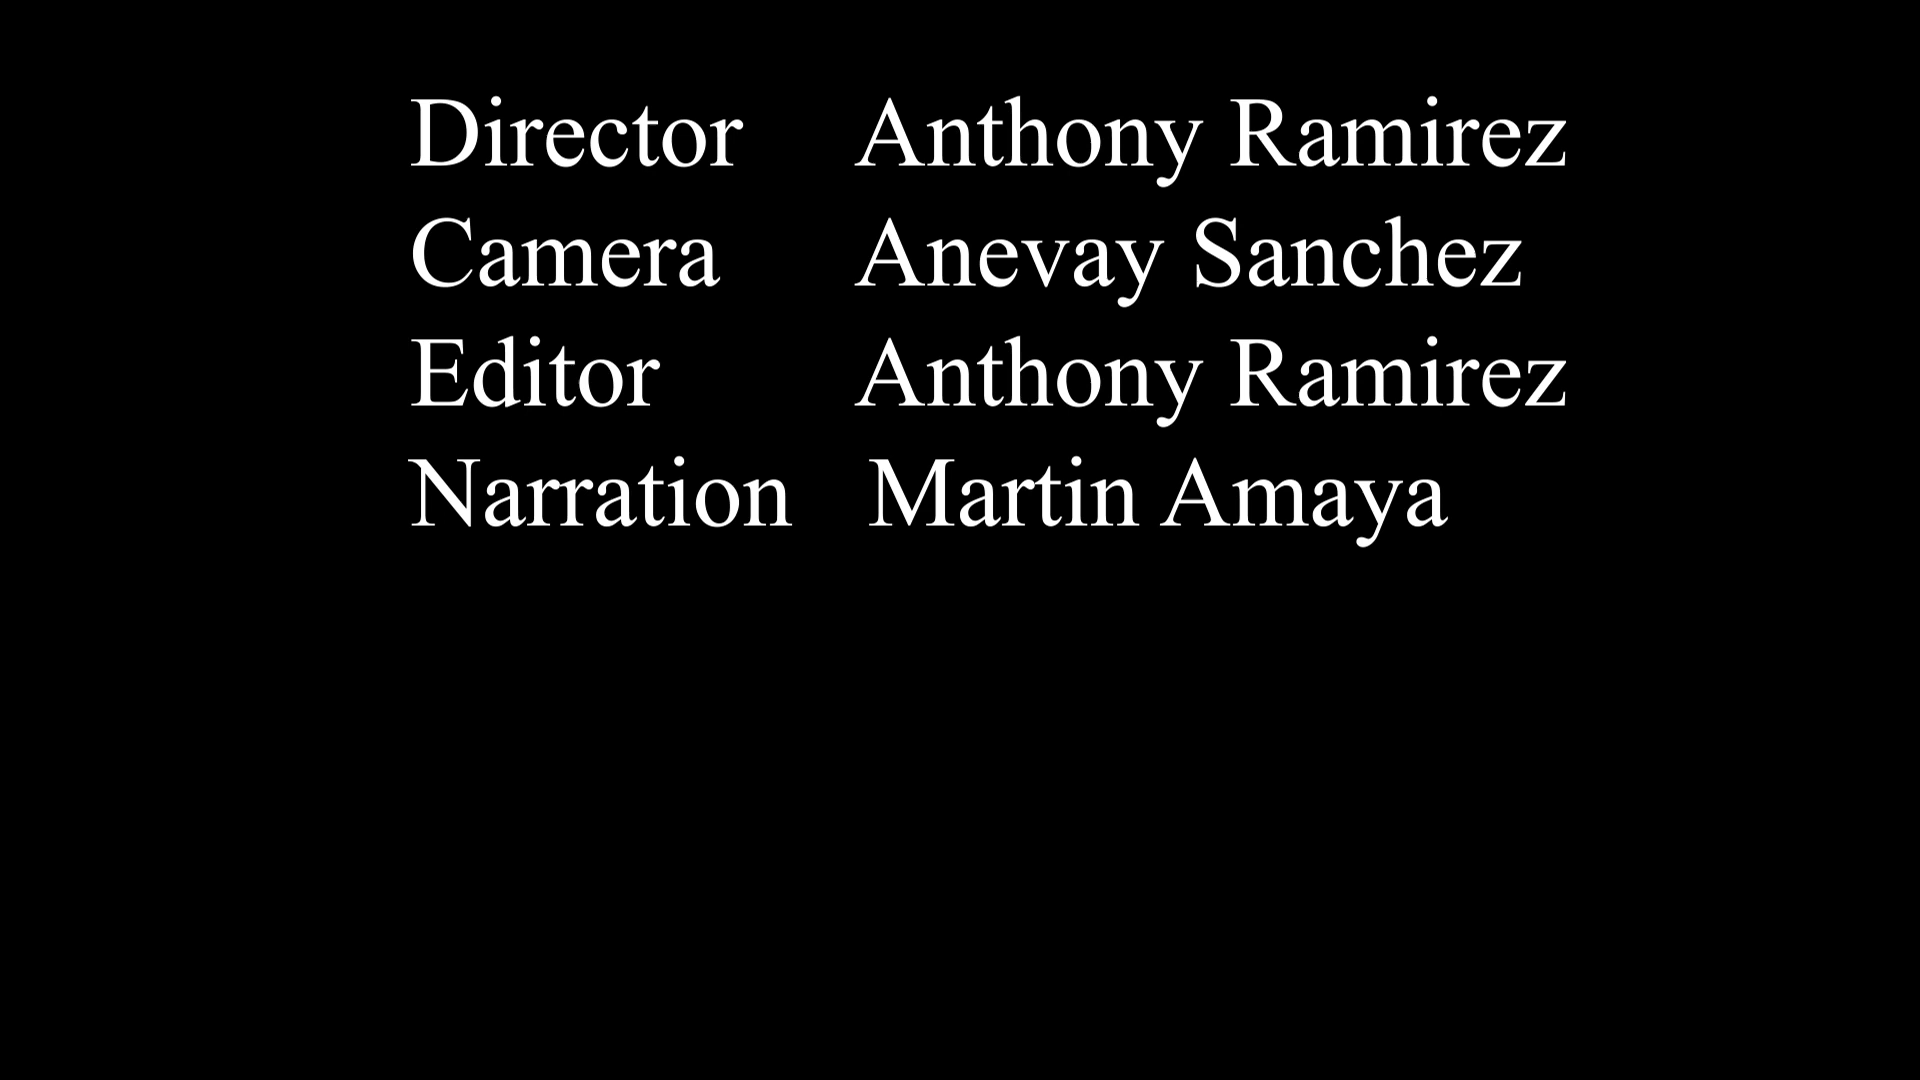 Director Anthony Ramirez
Camera Anevay Sanchez
Editor Anthony Ramirez
Narration Martin Amaya